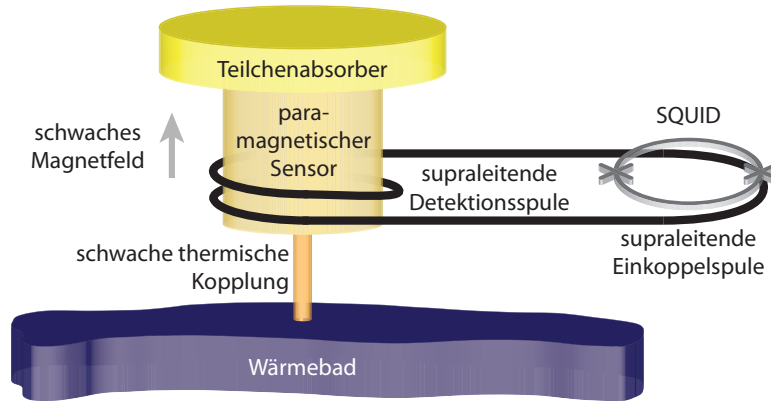 Teilchenabsorber
para-
magnetischer
Sensor
schwaches
Magnetfeld
SQUID
supraleitende
Detektionsspule
supraleitende
Einkoppelspule
schwache thermische
Kopplung
Wärmebad